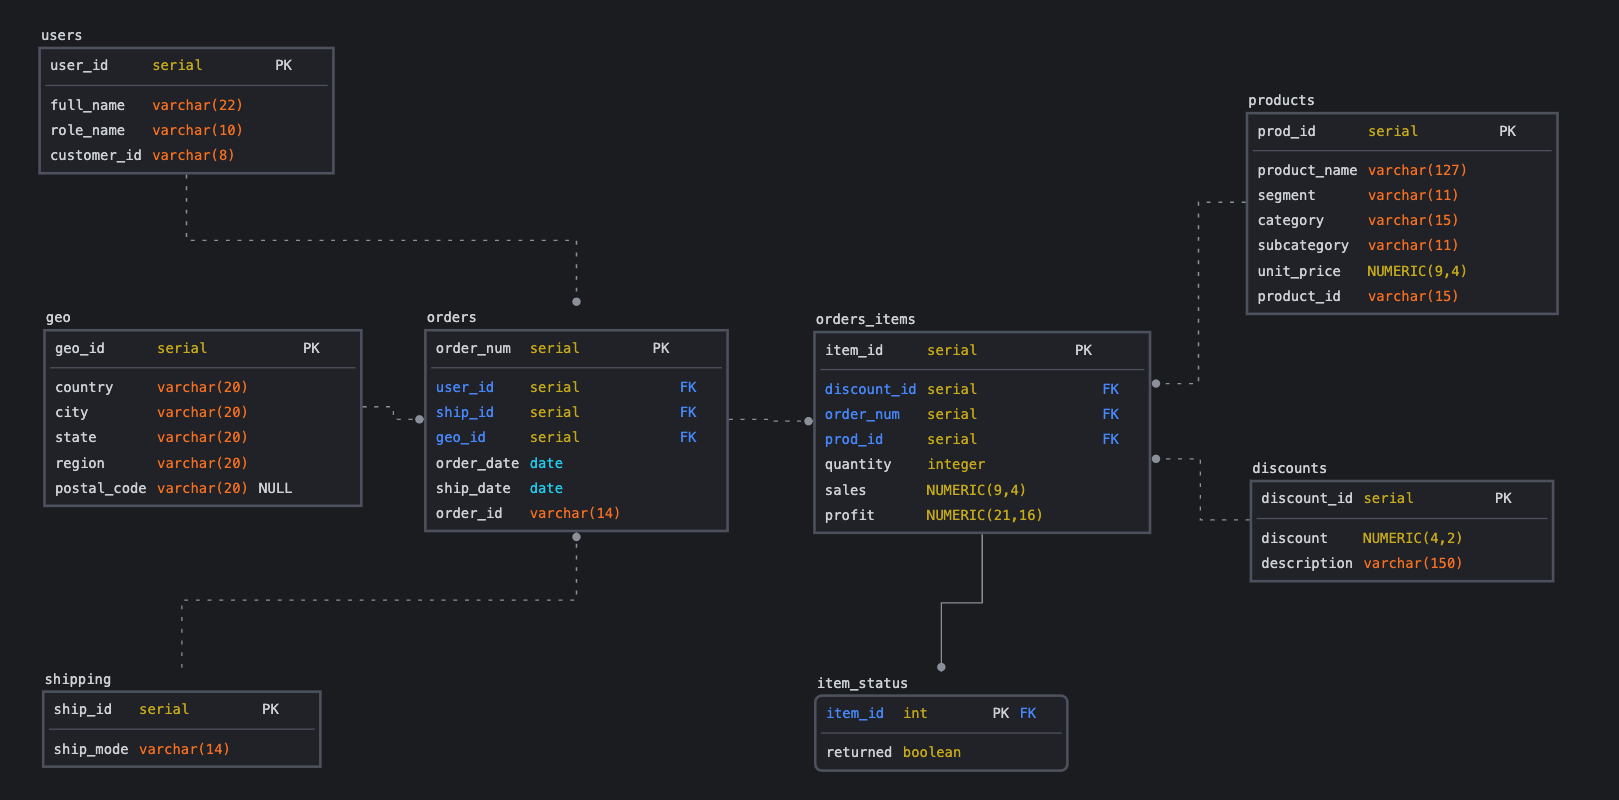 users
user_id serial PK
full_name varchar(22)
role_name varchar(10)
customer_id varchar(8)
products
prod_id serial PK
product_name varchar(127)
segment varchar(11)
category varchar(15)
subcategory varchar(11)
unit_price NUMERIC(9,4)
product_id varchar(15)
geo
geo_id serial PK
country varchar(20)
city varchar(20)
state varchar(20)
region varchar(20)
postal_code varchar(20) NULL
orders
order_num serial PK
user_id serial FK
ship_id serial FK
geo_id serial FK
order_date date
ship_date date
order_id varchar(14)
orders_items
item_id serial PK
discount_id serial FK
order_num serial FK
prod_id serial FK
quantity integer
sales NUMERIC(9,4)
profit NUMERIC(21,16)
discounts
discount_id serial PK
discount NUMERIC(4,2)
description varchar(150)
shipping
ship_id serial PK
ship_mode varchar(14)
item_status
item_id int PK FK
returned boolean